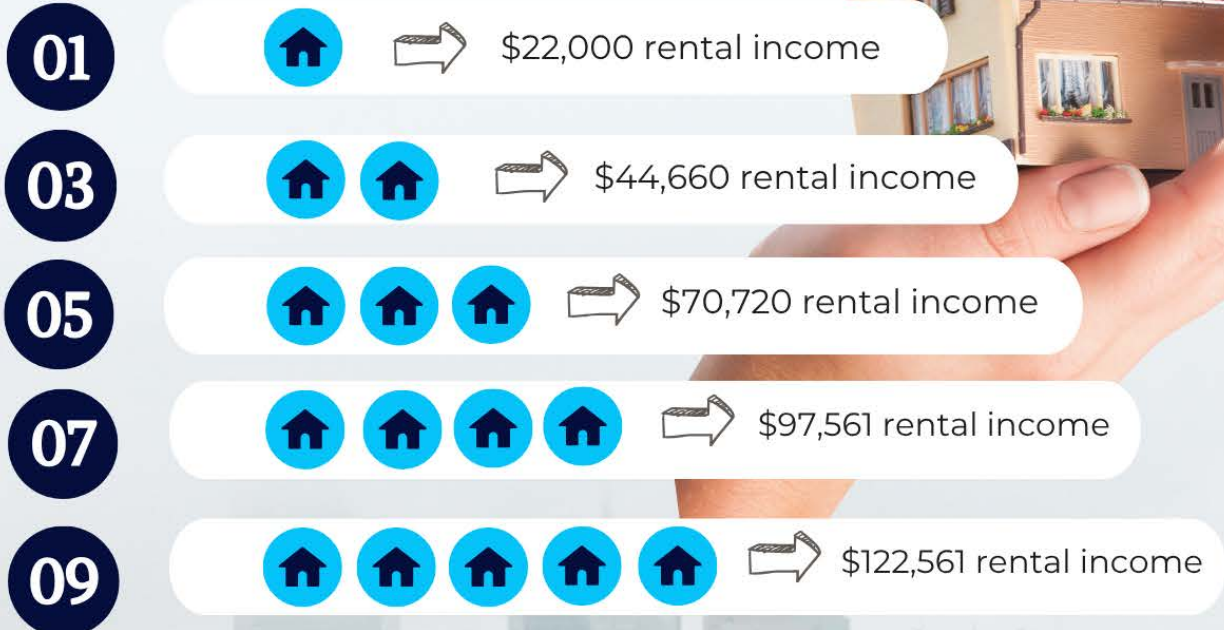 01
$22,000 rental income
03
$44,660 rental income
05
$70,720 rental income
07
$97,561 rental income
09
$122,561 rental income